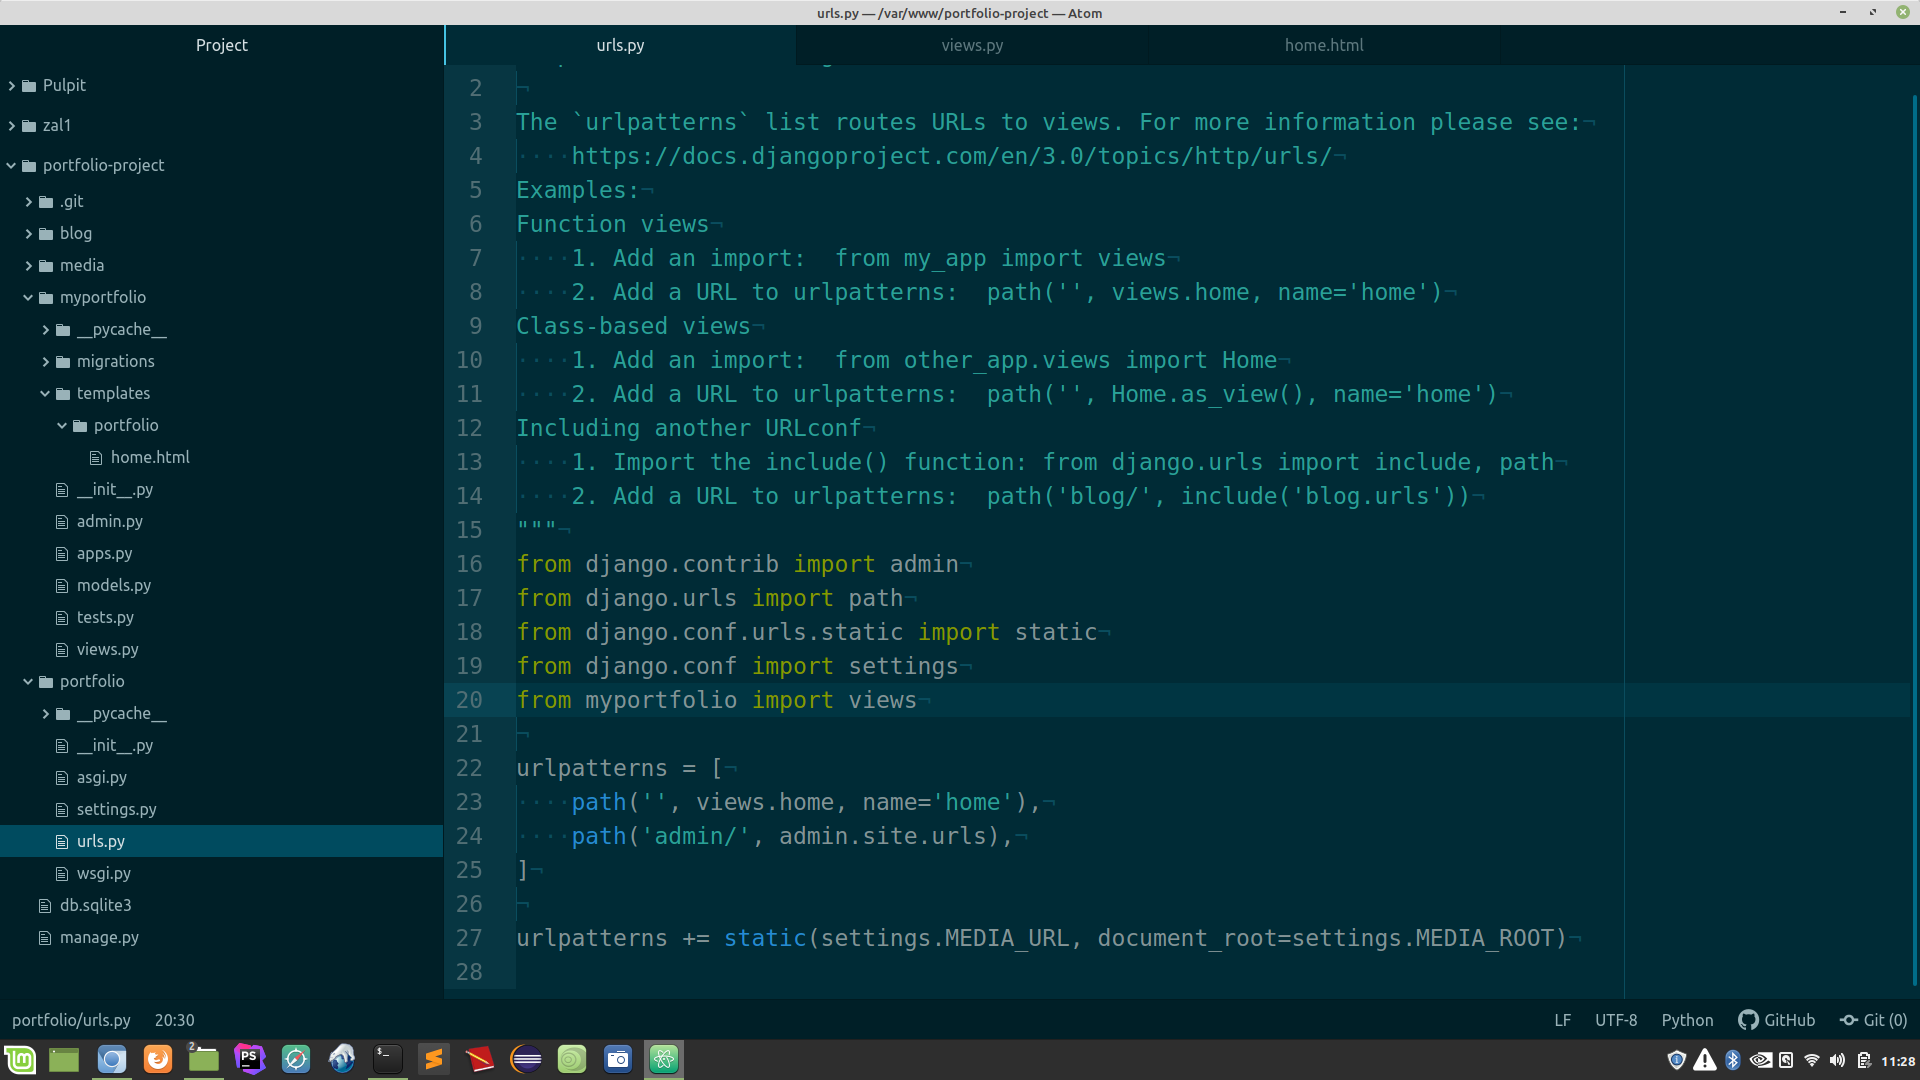 urls.py — /var/www/portfolio-project — Atom
Project
urls.py
views.py
home.html
Pulpit
zal1
portfolio-project
.git
blog
media
myportfolio
__pycache__
migrations
templates
portfolio
home.html
__init__.py
admin.py
apps.py
models.py
tests.py
views.py
portfolio
__pycache__
__init__.py
asgi.py
settings.py
urls.py
wsgi.py
db.sqlite3
manage.py
2
3 The `urlpatterns` list routes URLs to views. For more information please see:
4     https://docs.djangoproject.com/en/3.0/topics/http/urls/
5 Examples:
6 Function views
7     1. Add an import:  from my_app import views
8     2. Add a URL to urlpatterns:  path('', views.home, name='home')
9 Class-based views
10     1. Add an import:  from other_app.views import Home
11     2. Add a URL to urlpatterns:  path('', Home.as_view(), name='home')
12 Including another URLconf
13     1. Import the include() function: from django.urls import include, path
14     2. Add a URL to urlpatterns:  path('blog/', include('blog.urls'))
15 """
16 from django.contrib import admin
17 from django.urls import path
18 from django.conf.urls.static import static
19 from django.conf import settings
20 from myportfolio import views
21
22 urlpatterns = [
23     path('', views.home, name='home'),
24     path('admin/', admin.site.urls),
25 ]
26
27 urlpatterns += static(settings.MEDIA_URL, document_root=settings.MEDIA_ROOT)
28
portfolio/urls.py 20:30
LF UTF-8 Python GitHub Git (0)
2
PS
11:28